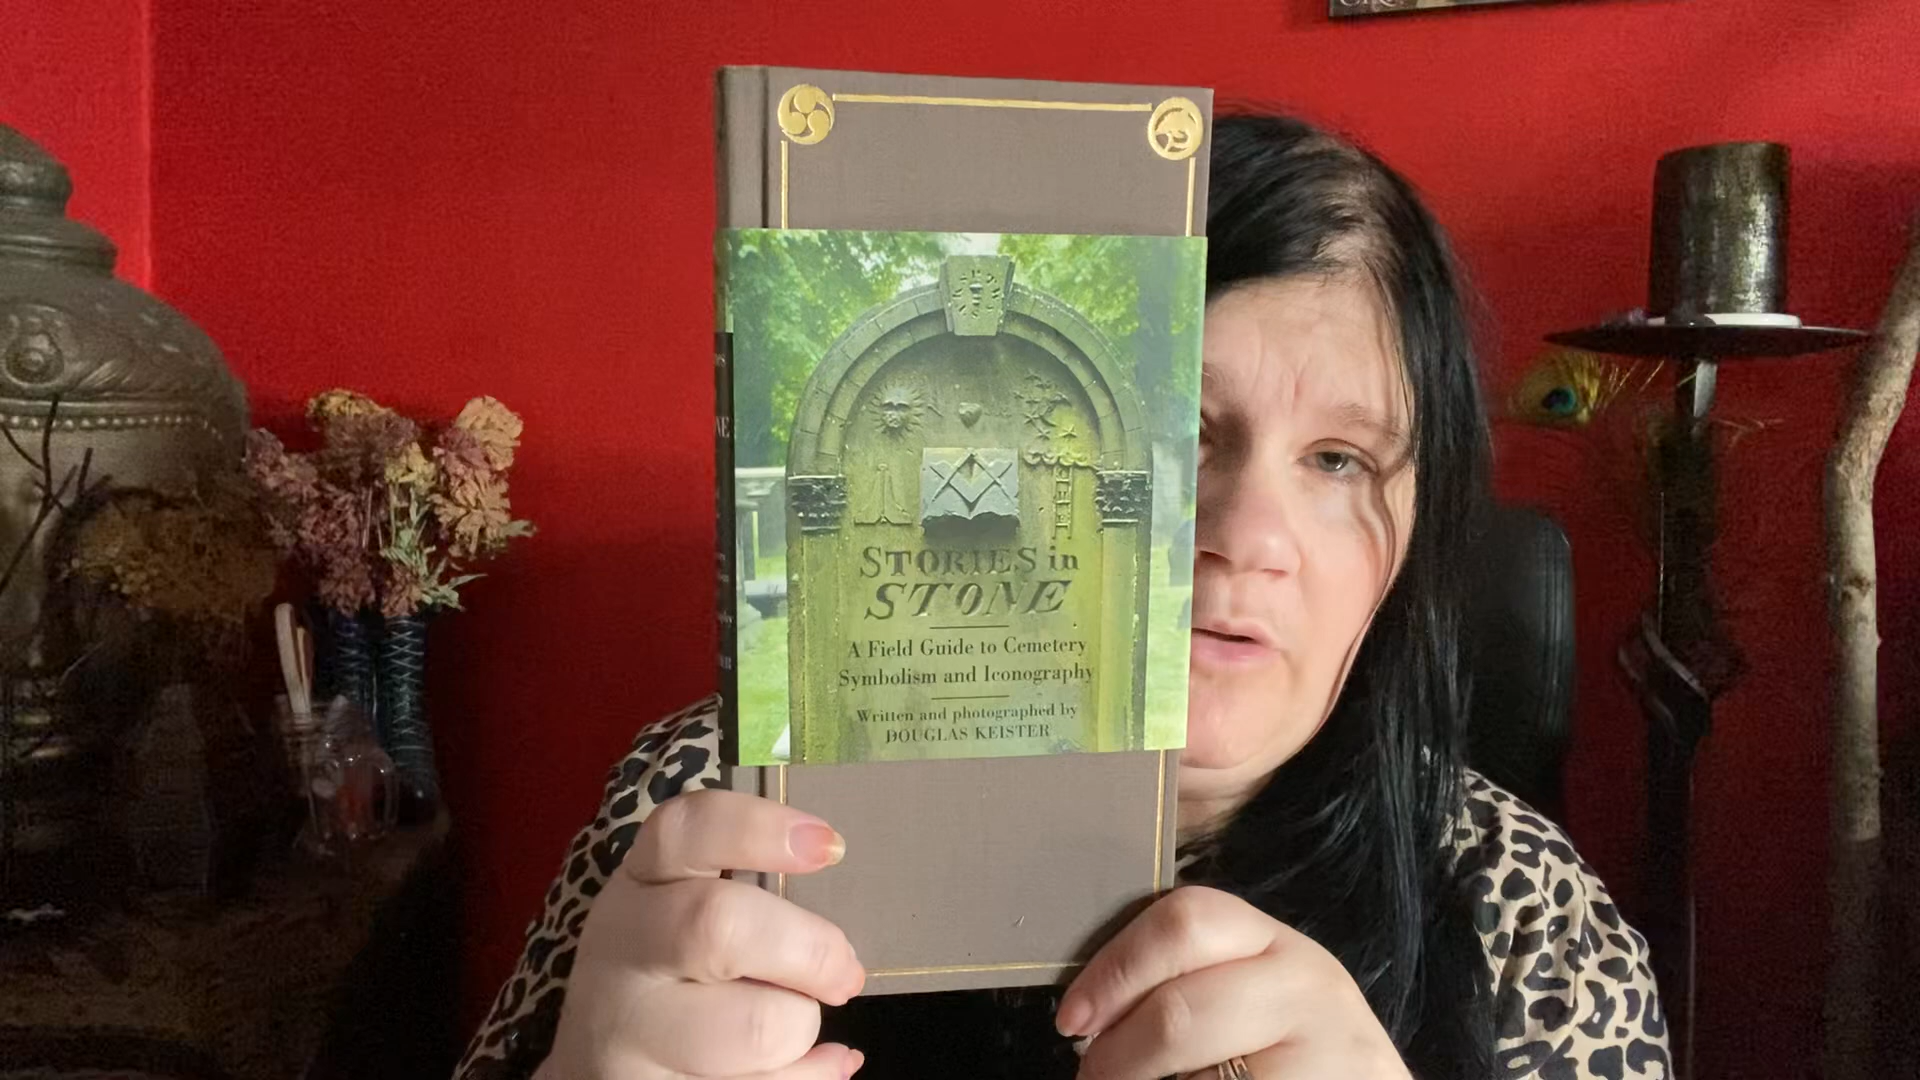 STORIES in
STONE
A Field Guide to Cemetery
Symbolism and Iconography
Written and photographed by
DOUGLAS KEISTER